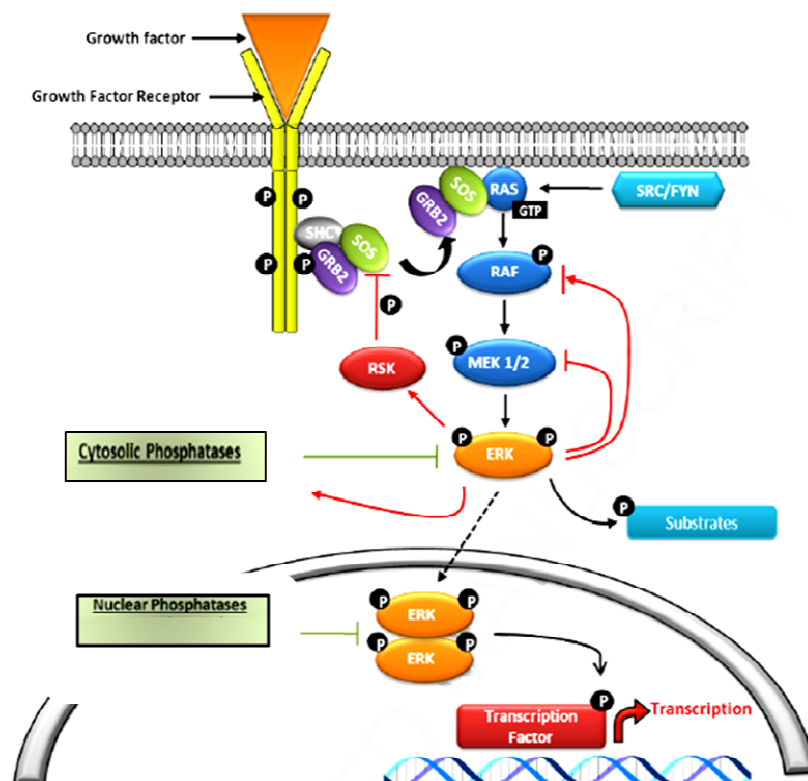 Growth factor
Growth Factor Receptor
P
P
P
P
SHC
GRB2
SOS
GRB2
SOS
RAS
GTP
SRC/FYN
RAF
P
P
RSK
P
MEK 1/2
P
P
ERK
Cytosolic Phosphatases
P
Substrates
Nuclear Phosphatases
P
P
ERK
P
P
ERK
P
Transcription
Factor
Transcription